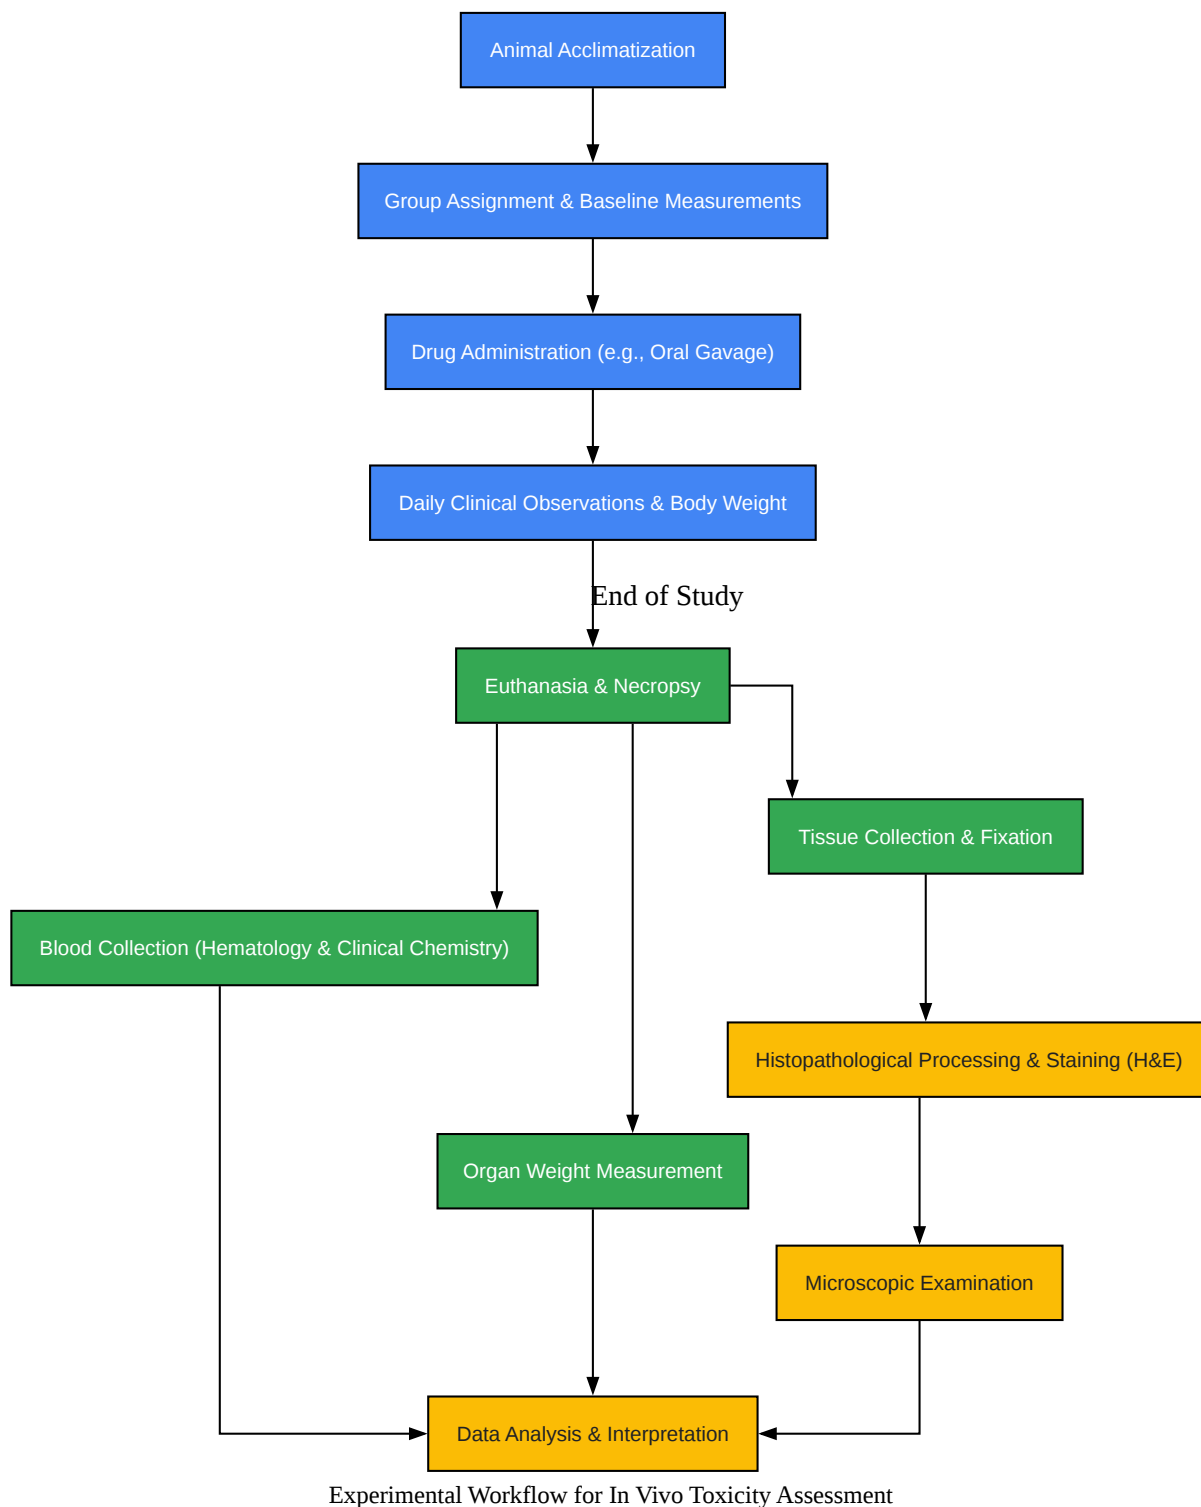 Animal Acclimatization
Group Assignment & Baseline Measurements
Drug Administration (e.g., Oral Gavage)
Daily Clinical Observations & Body Weight
End of Study
Euthanasia & Necropsy
Tissue Collection & Fixation
Blood Collection (Hematology & Clinical Chemistry)
Histopathological Processing & Staining (H&E)
Organ Weight Measurement
Microscopic Examination
Data Analysis & Interpretation
Experimental Workflow for In Vivo Toxicity Assessment